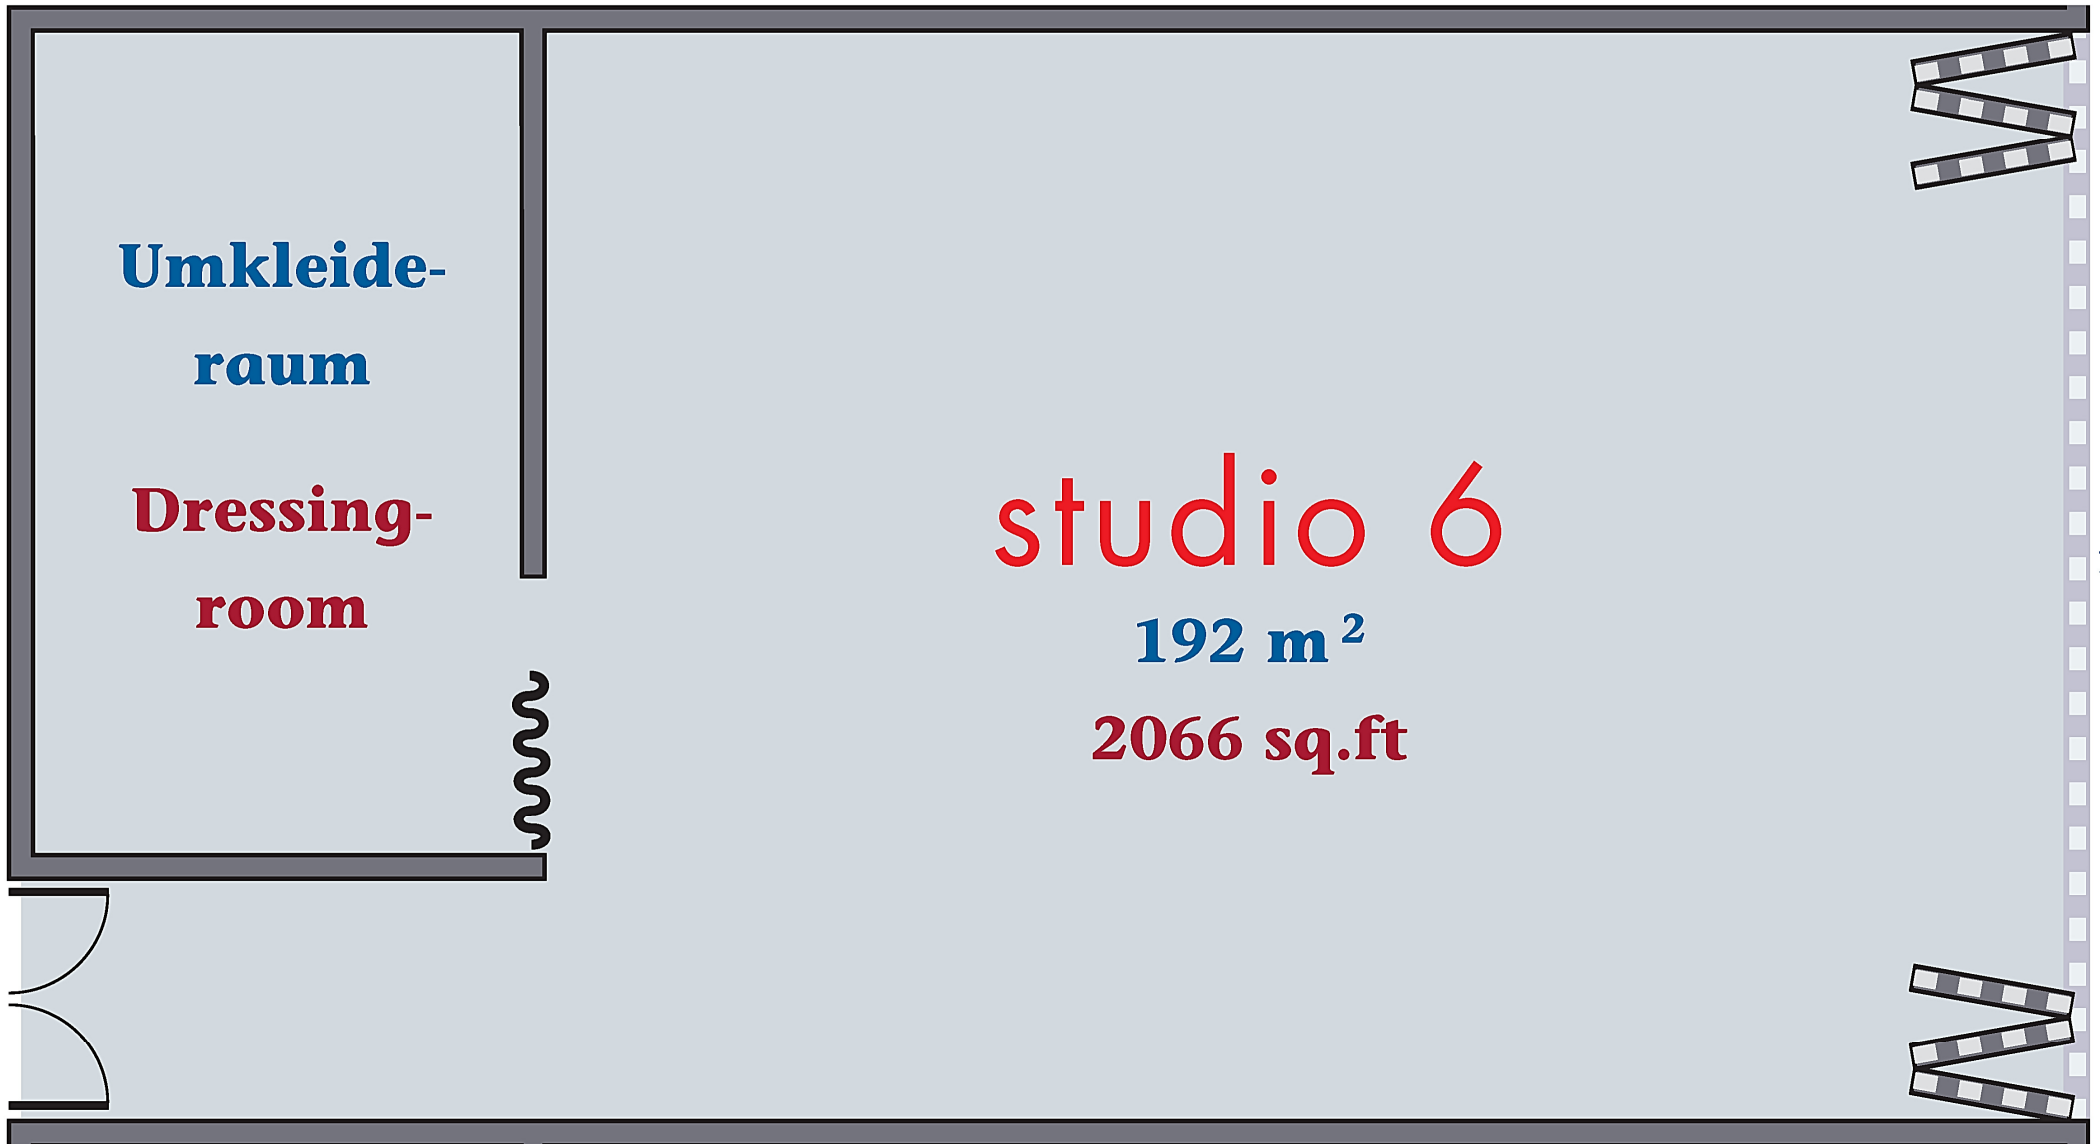 Umkleide-
raum
Dressing-
room
studio 6
192 m²
2066 sq.ft